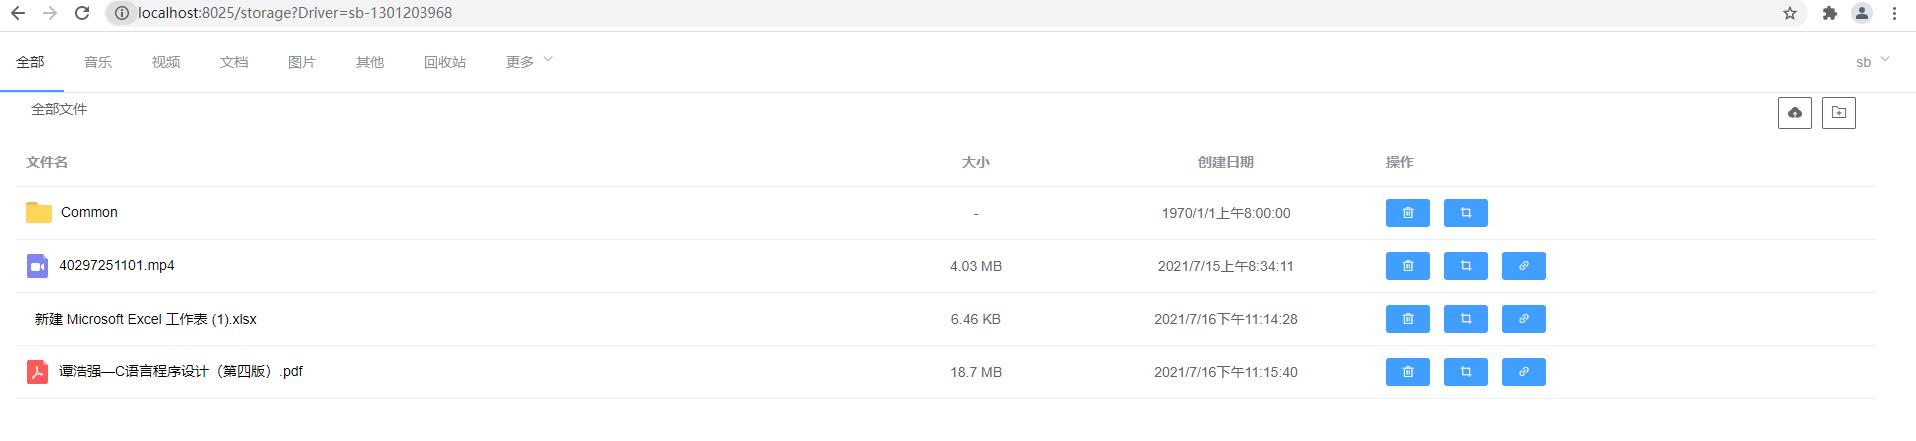 localhost:8025/storage?Driver=sb-1301203968
全部 音乐 视频 文档 图片 其他 回收站 更多 sb
全部文件
文件名 大小 创建日期 操作
Common - 1970/1/1上午8:00:00
40297251101.mp4 4.03 MB 2021/7/15上午8:34:11
新建 Microsoft Excel 工作表 (1).xlsx 6.46 KB 2021/7/16下午11:14:28
谭浩强—C语言程序设计（第四版）.pdf 18.7 MB 2021/7/16下午11:15:40